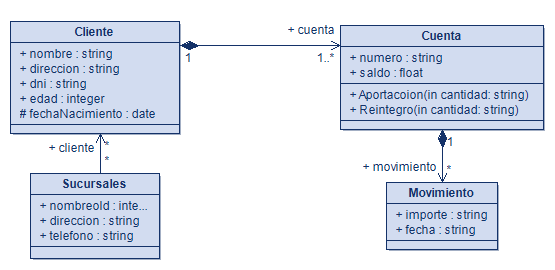 Cliente
+ nombre : string
+ direccion : string
+ dni : string
+ edad : integer
# fechaNacimiento : date
+ cuenta
1
1..*
Cuenta
+ numero : string
+ saldo : float
+ Aportacoion(in cantidad: string)
+ Reintegro(in cantidad: string)
1
+ cliente
*
*
+ movimiento
*
Sucursales
+ nombreoId : inte...
+ direccion : string
+ telefono : string
Movimiento
+ importe : string
+ fecha : string